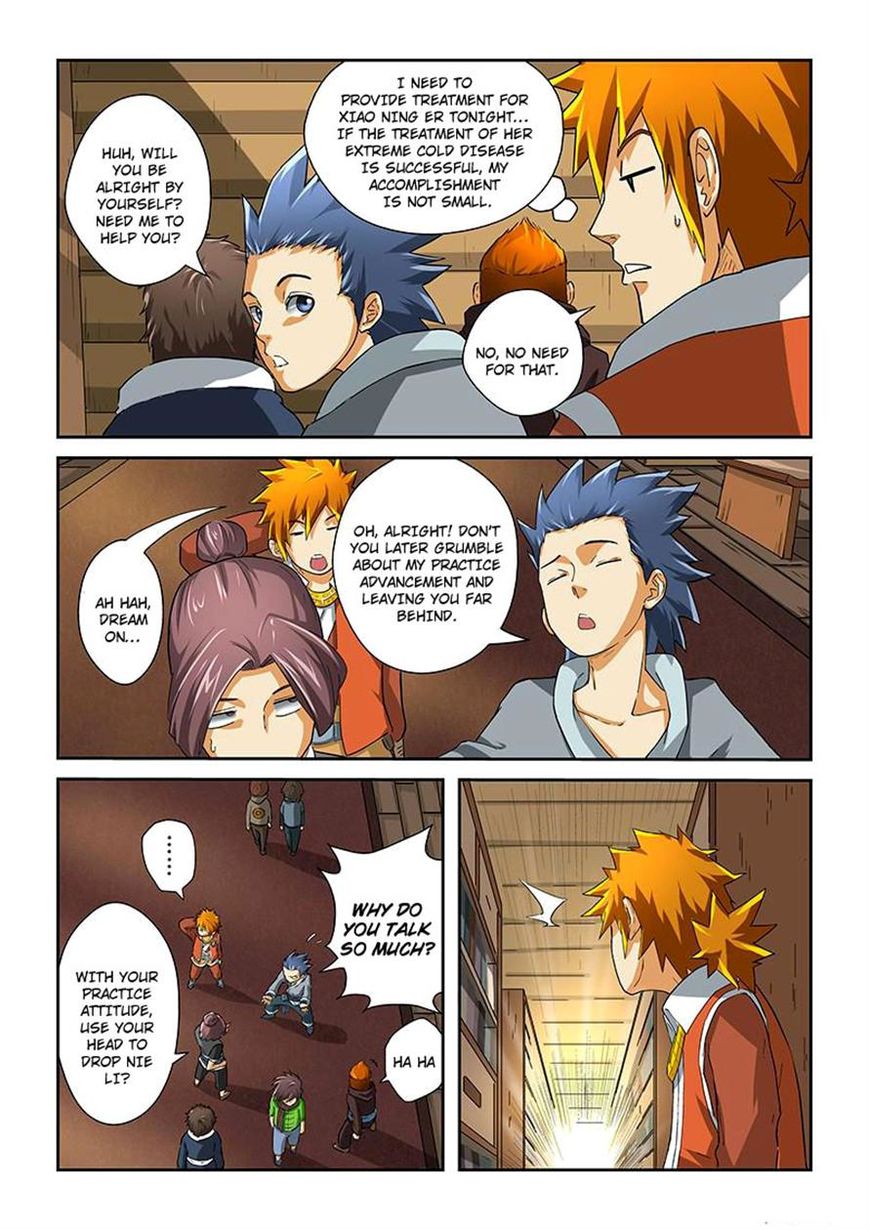 HUH, WILL
YOU BE
ALRIGHT BY
YOURSELF?
NEED ME TO
HELP YOU?
I NEED TO
PROVIDE TREATMENT FOR
XIAO NING ER TONIGHT...
IF THE TREATMENT OF HER
EXTREME COLD DISEASE
IS SUCCESSFUL, MY
ACCOMPLISHMENT
IS NOT SMALL.
NO, NO NEED
FOR THAT.
OH, ALRIGHT! DON'T
YOU LATER GRUMBLE
ABOUT MY PRACTICE
ADVANCEMENT AND
LEAVING YOU FAR
BEHIND.
AH HAH,
DREAM
ON...
......
WHY DO
YOU TALK
SO MUCH?
WITH YOUR
PRACTICE
ATTITUDE,
USE YOUR
HEAD TO
DROP NIE
LI?
HA HA